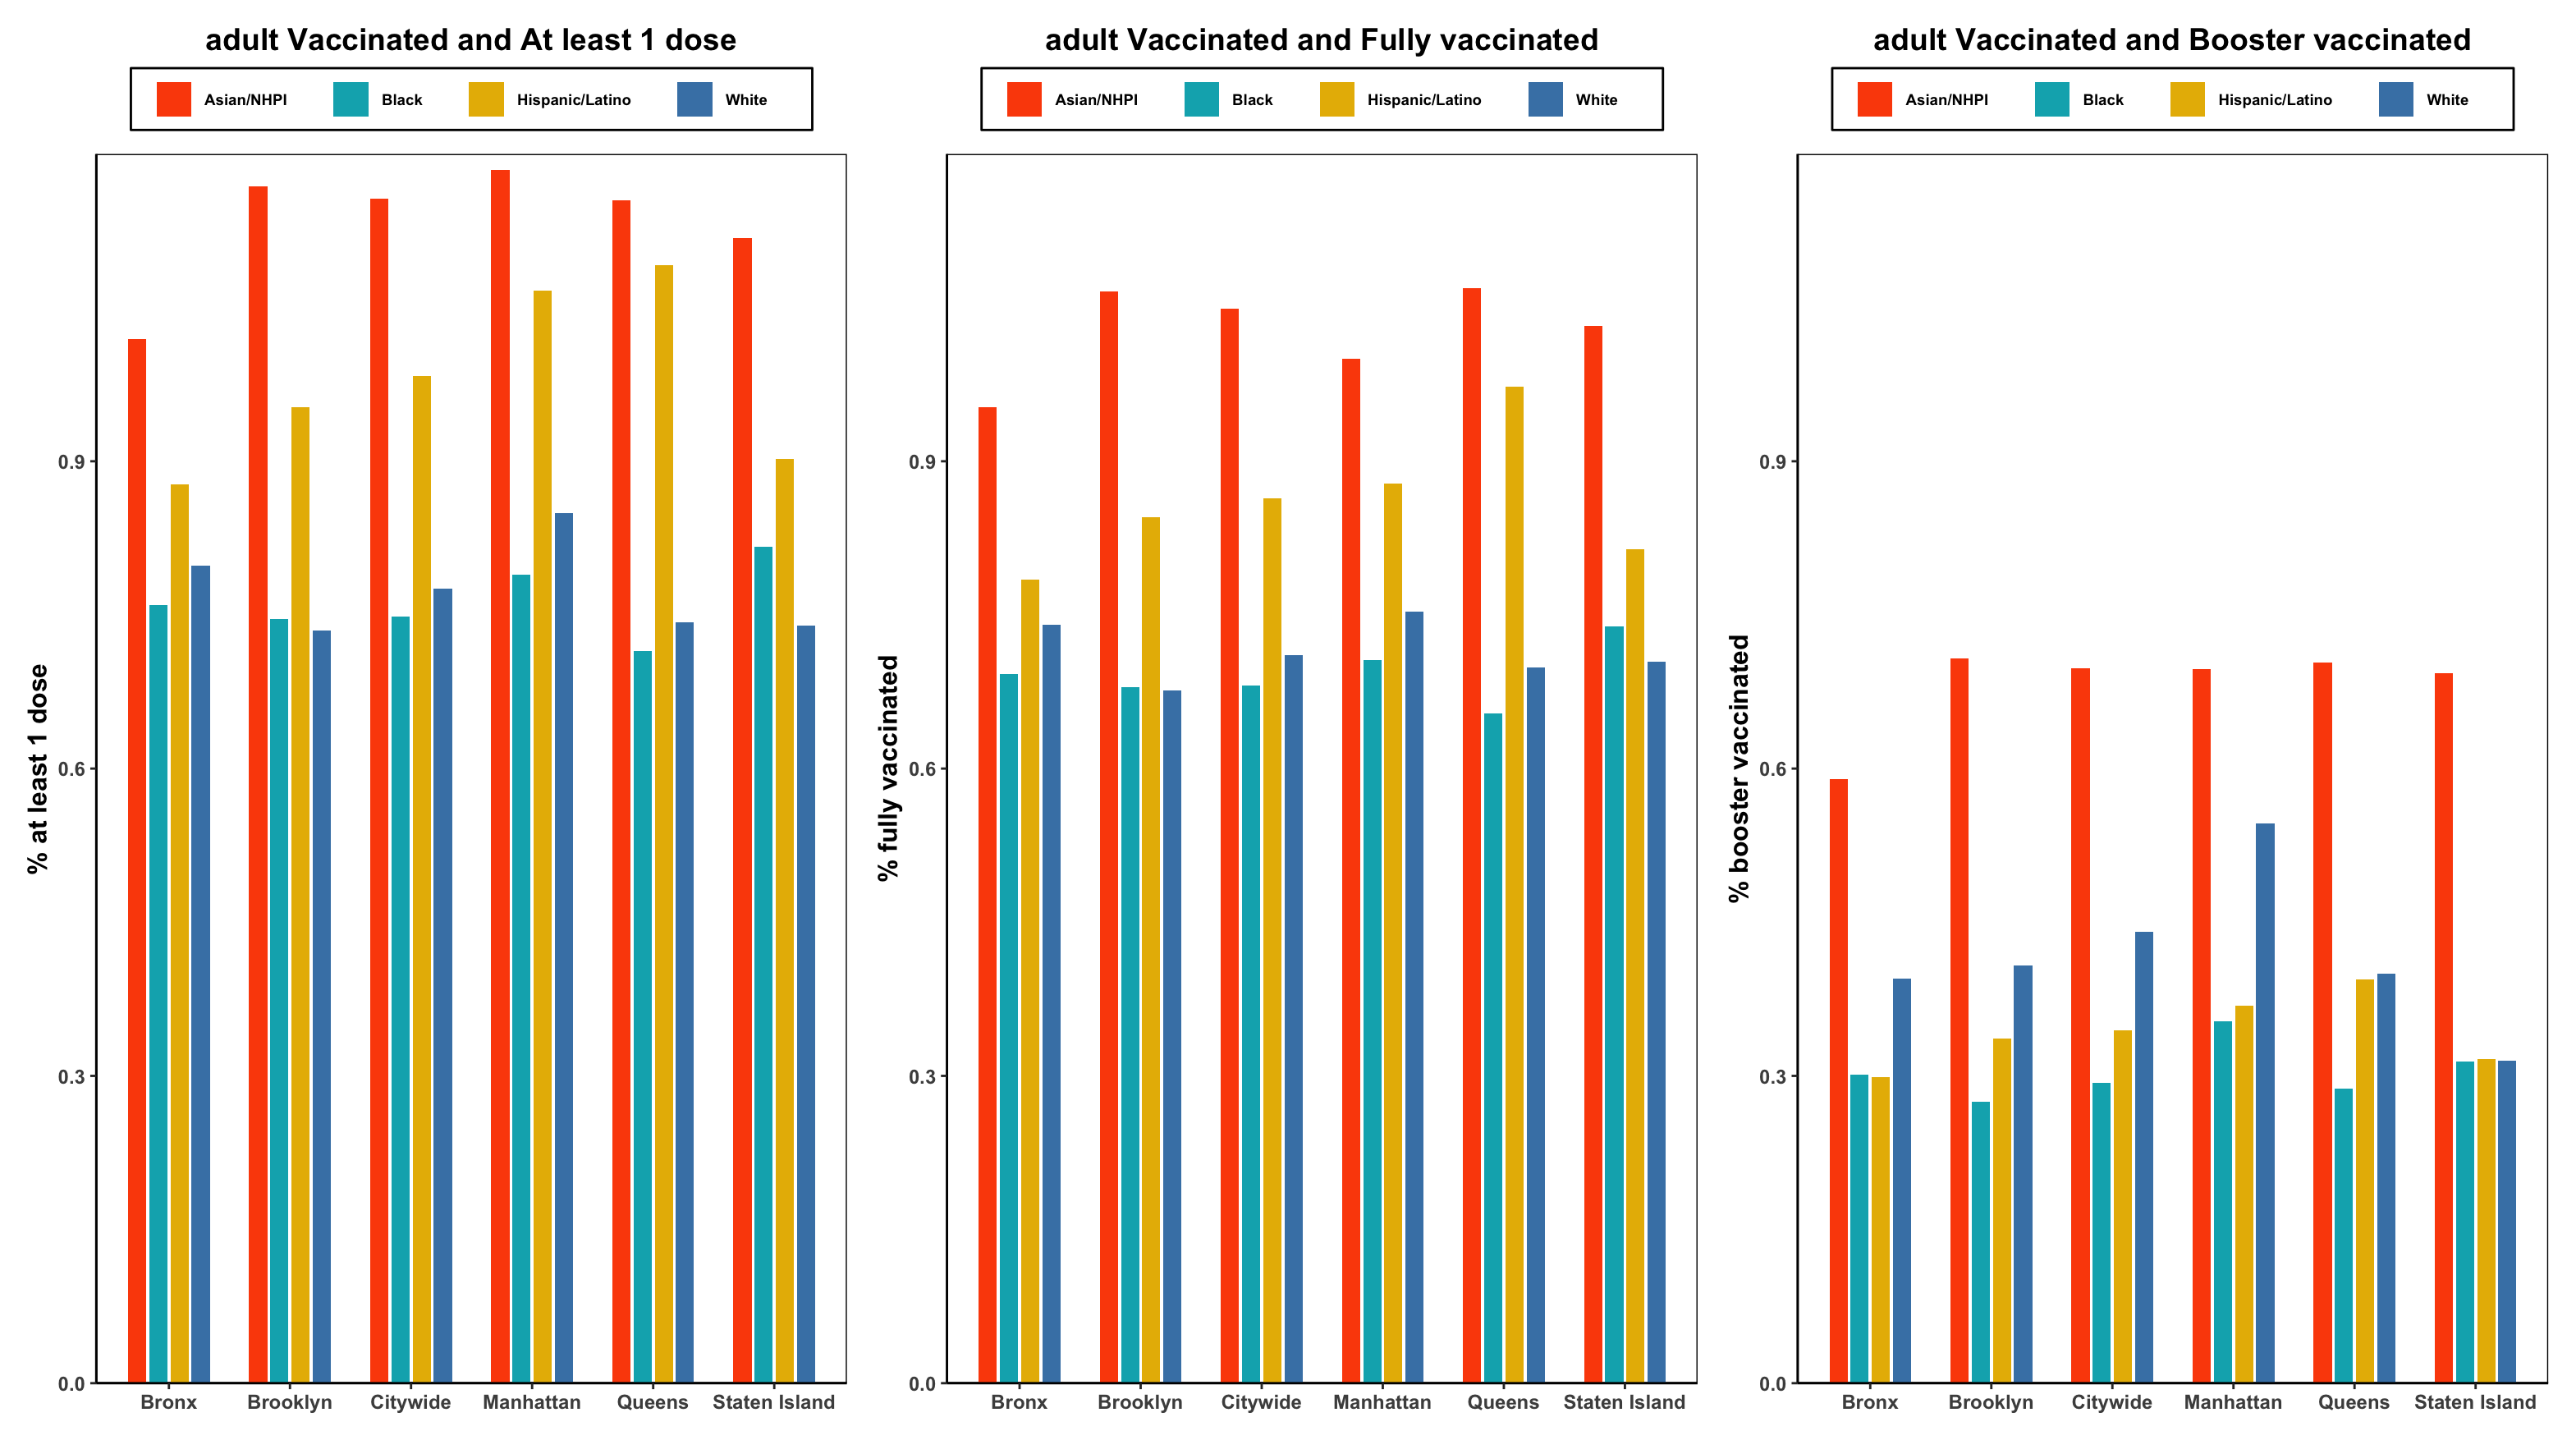 adult Vaccinated and At least 1 dose
Asian/NHPI Black Hispanic/Latino White
% at least 1 dose
0.9
0.6
0.3
0.0
Bronx Brooklyn Citywide Manhattan Queens Staten Island
adult Vaccinated and Fully vaccinated
Asian/NHPI Black Hispanic/Latino White
% fully vaccinated
0.9
0.6
0.3
0.0
Bronx Brooklyn Citywide Manhattan Queens Staten Island
adult Vaccinated and Booster vaccinated
Asian/NHPI Black Hispanic/Latino White
% booster vaccinated
0.9
0.6
0.3
0.0
Bronx Brooklyn Citywide Manhattan Queens Staten Island